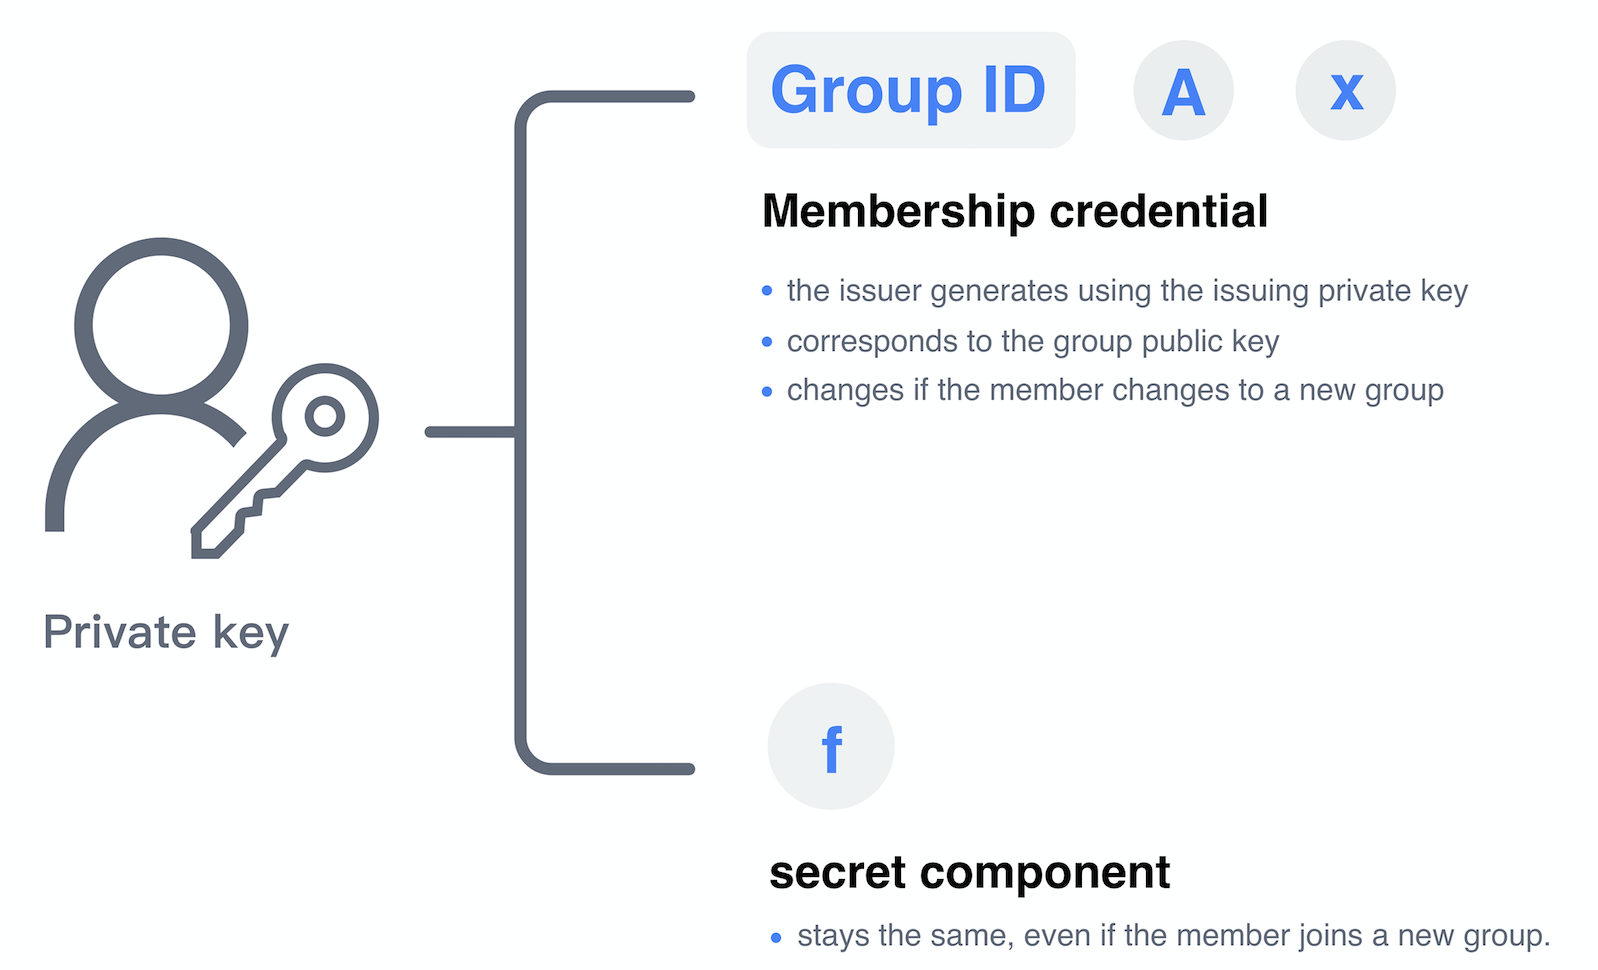 Group ID A x
Membership credential
the issuer generates using the issuing private key
corresponds to the group public key
changes if the member changes to a new group
Private key
f
secret component
stays the same, even if the member joins a new group.